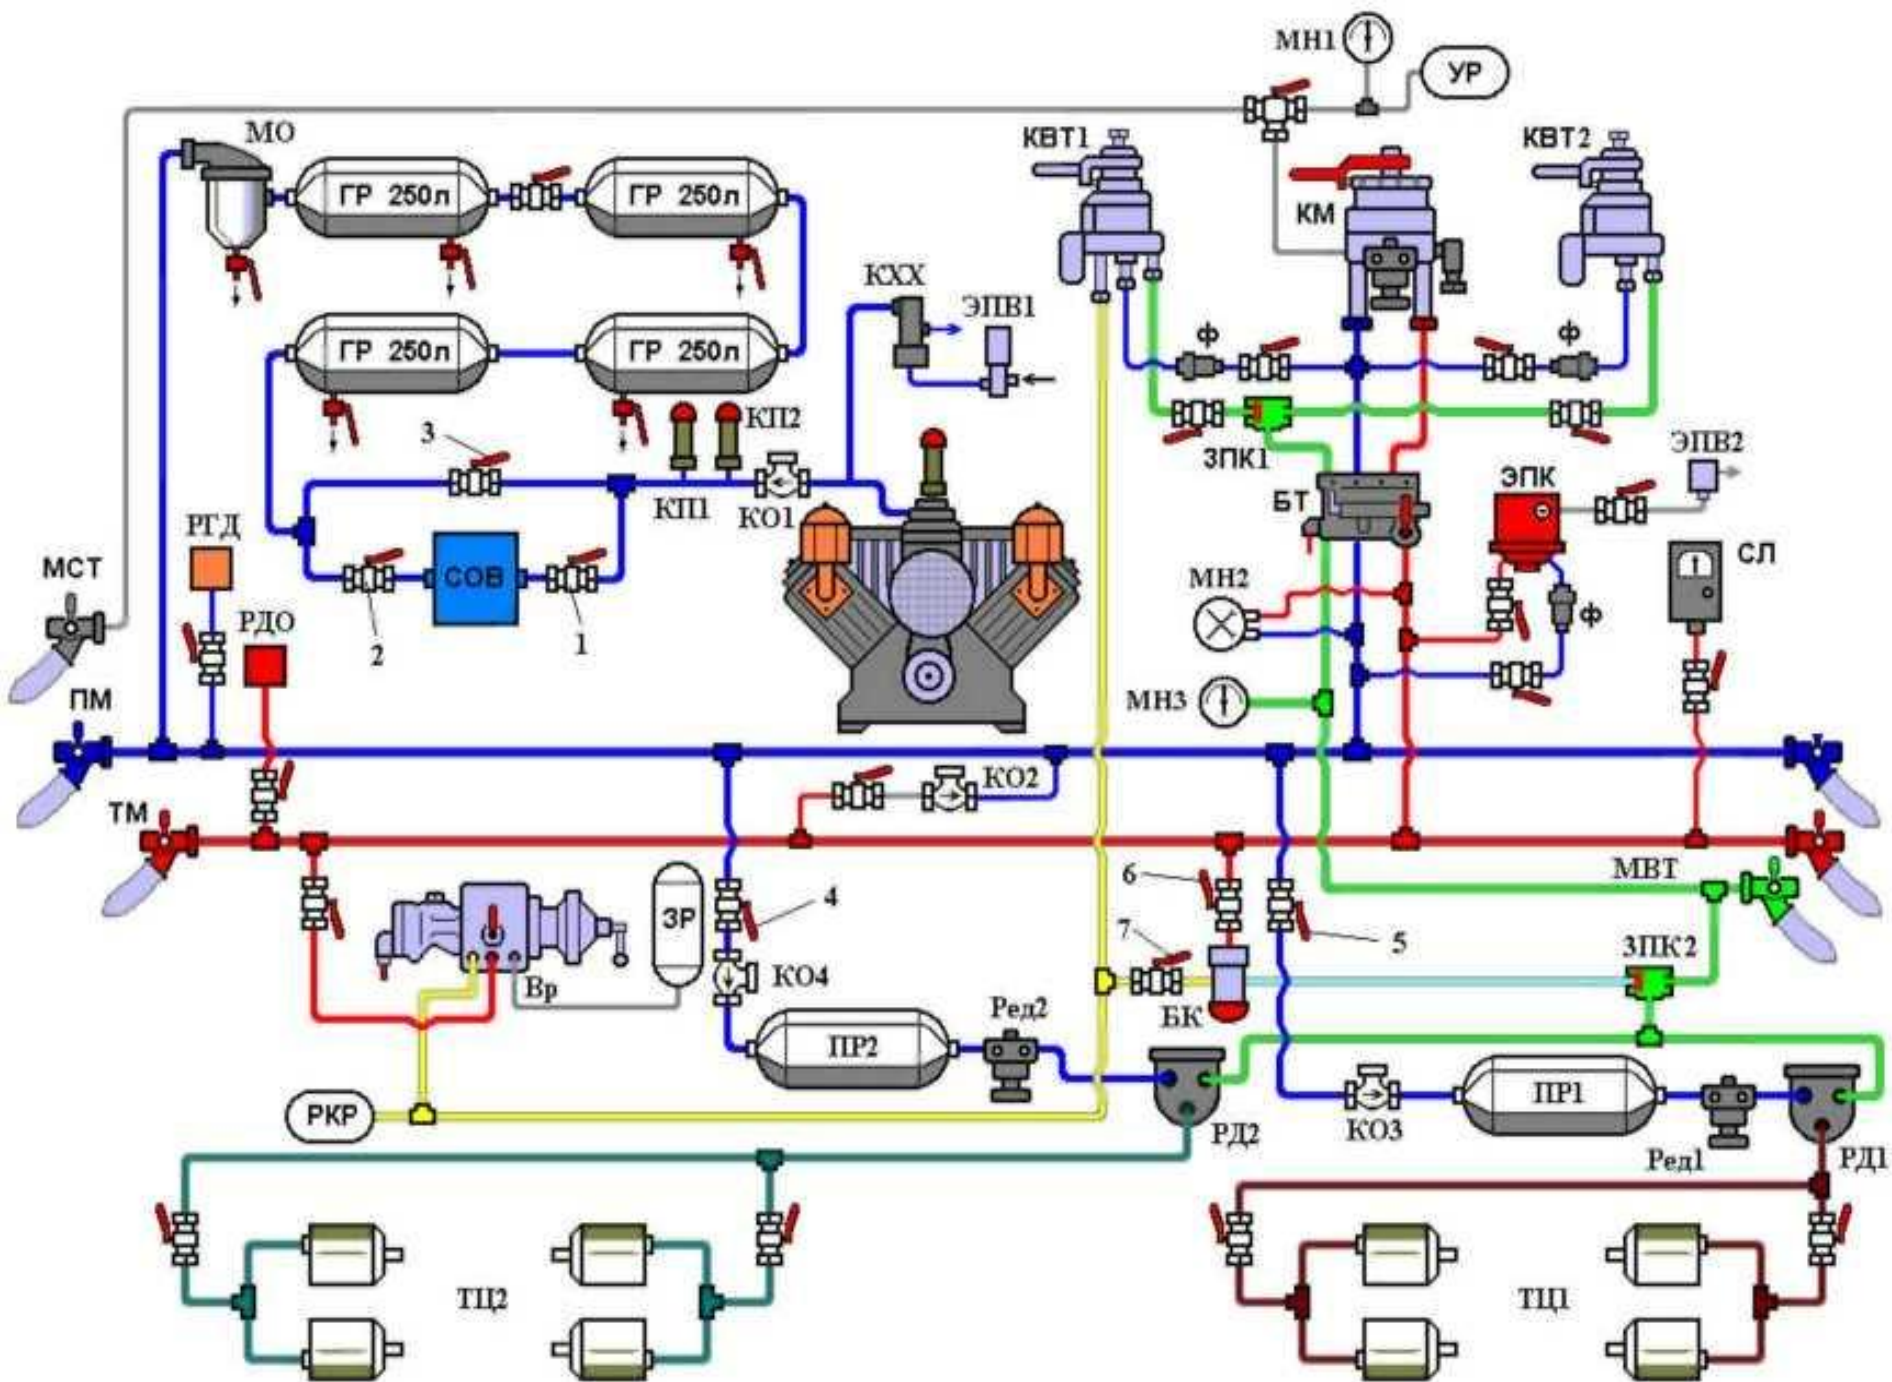 МН1
УР
МО
КВТ1
КВТ2
ГР 250л
ГР 250л
КМ
КХХ
ЭПВ1
ф
ф
ГР 250л
ГР 250л
КП2
3
ЗПК1
ЭПВ2
КП1
КО1
БТ
ЭПК
РГД
МСТ
СОВ
СЛ
МН2
РДО
ф
2
1
ПМ
МН3
КО2
ТМ
МВТ
6
4
ЗР
7
5
ЗПК2
КО4
Вр
Ред2
БК
ПР2
ПР1
РКР
РД2
КО3
Ред1
РД1
ТЦ2
ТЦ1